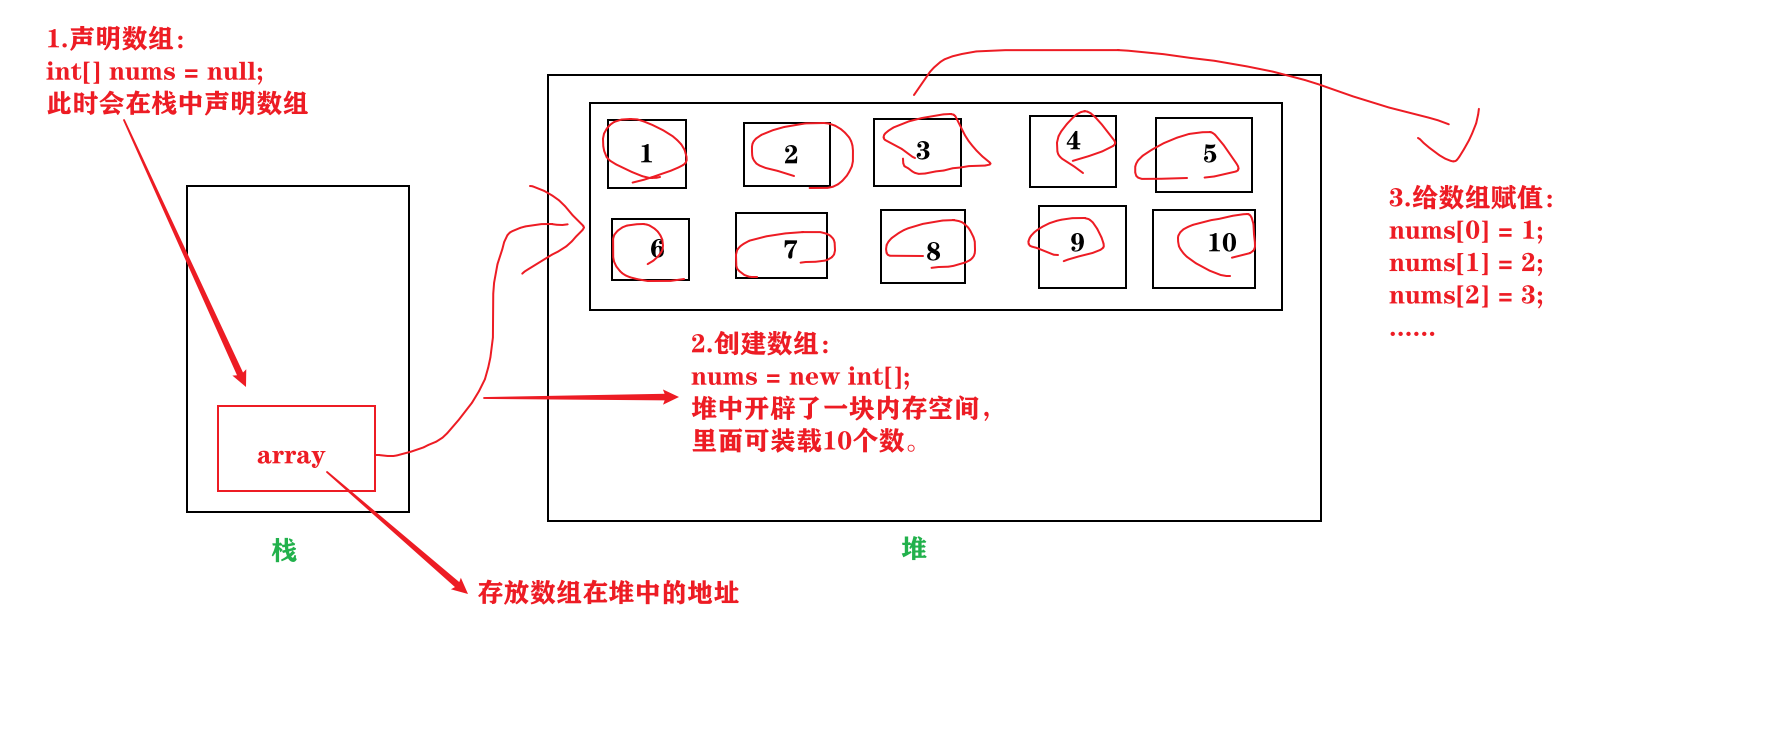 1.声明数组：
int[] nums = null;
此时会在栈中声明数组
array
栈
存放数组在堆中的地址
1 2 3 4 5
6 7 8 9 10
2.创建数组：
nums = new int[];
堆中开辟了一块内存空间，
里面可装载10个数。
堆
3.给数组赋值：
nums[0] = 1;
nums[1] = 2;
nums[2] = 3;
......